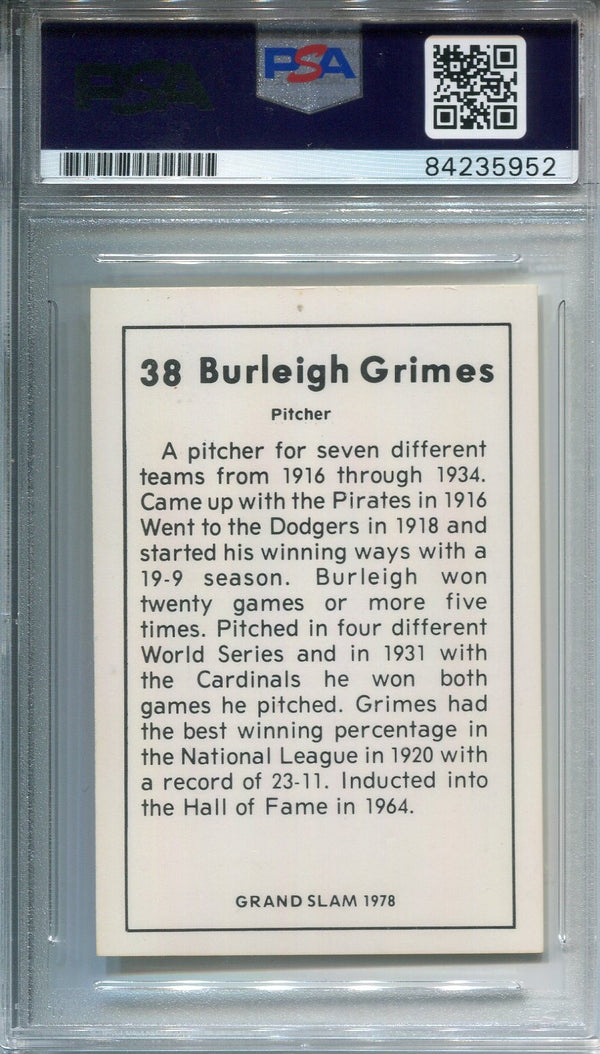 PSA
PSA
84235952
38 Burleigh Grimes
Pitcher
A pitcher for seven different
teams from 1916 through 1934.
Came up with the Pirates in 1916
Went to the Dodgers in 1918 and
started his winning ways with a
19-9 season. Burleigh won
twenty games or more five
times. Pitched in four different
World Series and in 1931 with
the Cardinals he won both
games he pitched. Grimes had
the best winning percentage in
the National League in 1920 with
a record of 23-11. Inducted into
the Hall of Fame in 1964.
GRAND SLAM 1978